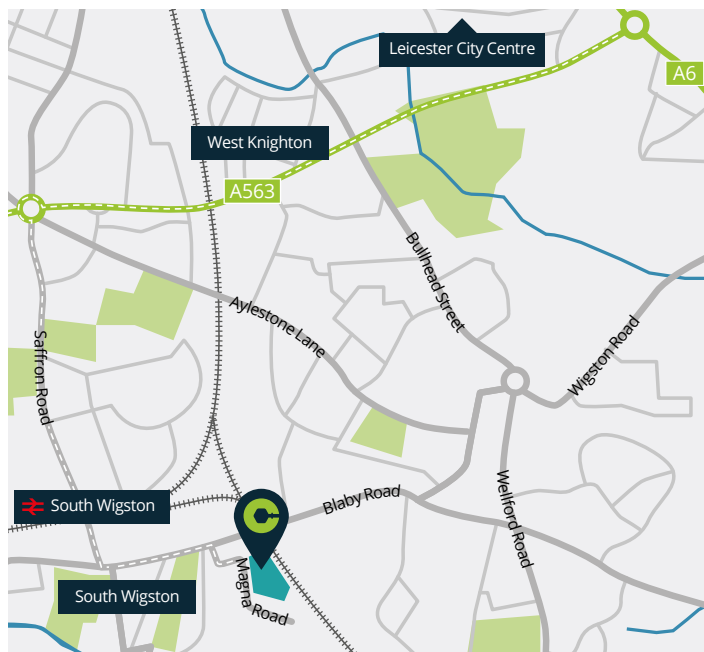 Leicester City Centre
A6
West Knighton
A563
Bullhead Street
Aylestone Lane
Saffron Road
Wigston Road
Blaby Road
Wellford Road
South Wigston
Magna Road
South Wigston